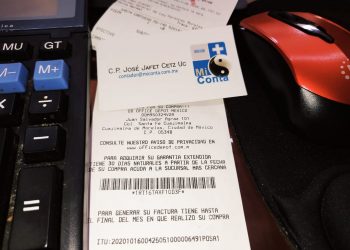 MU
GT
M-
M+
C.P. JOSÉ JAFET CETZ UC
contador@miconta.com.mx
Mi
Conta
OFFICE DEPOT MEXICO
ODM950324V2A
Juan Salvador Agraz 101
Col. Santa Fe Cuajimalpa
Cuajimalpa de Morelos, Ciudad de México
C.P. 05348
CONSULTE NUESTRO AVISO DE PRIVACIDAD EN
www.officedepot.com.mx
PARA ADQUIRIR SU GARANTIA EXTENDIDA
TIENE 30 DIAS NATURALES A PARTIR DE LA FECHA
DE SU COMPRA ACUDA A LA SUCURSAL MAS CERCANA
PARA GENERAR SU FACTURA TIENE HASTA
EL FINAL DEL MES EN QUE REALIZO SU COMPRA